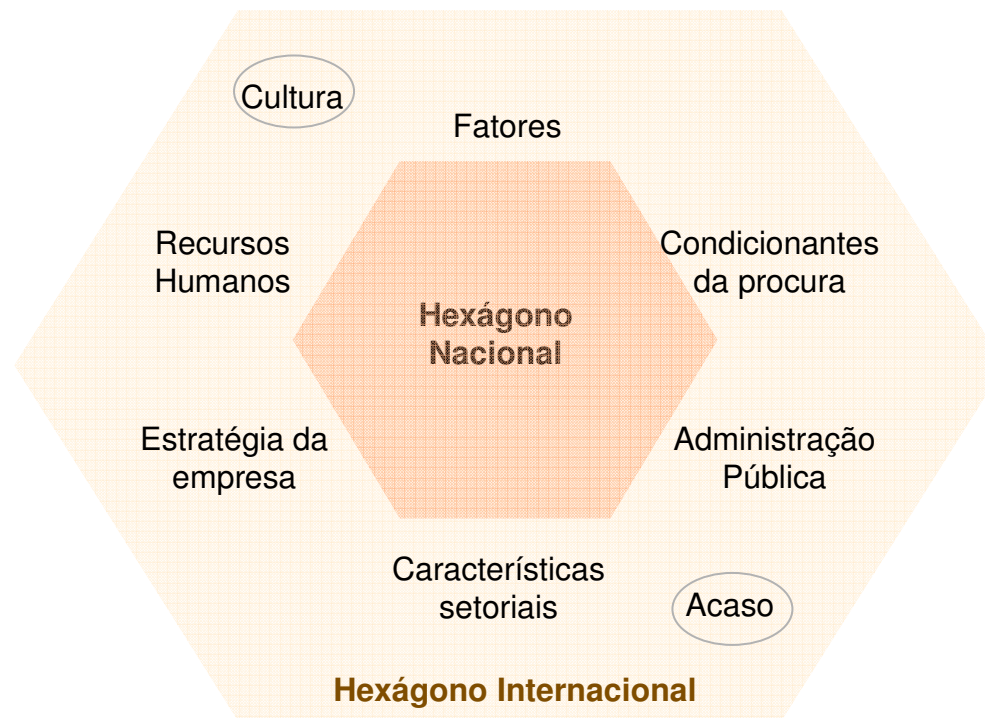 Cultura
Fatores
Recursos
Humanos
Condicionantes
da procura
Hexágono
Nacional
Estratégia da
empresa
Administração
Pública
Características
setoriais
Acaso
Hexágono Internacional